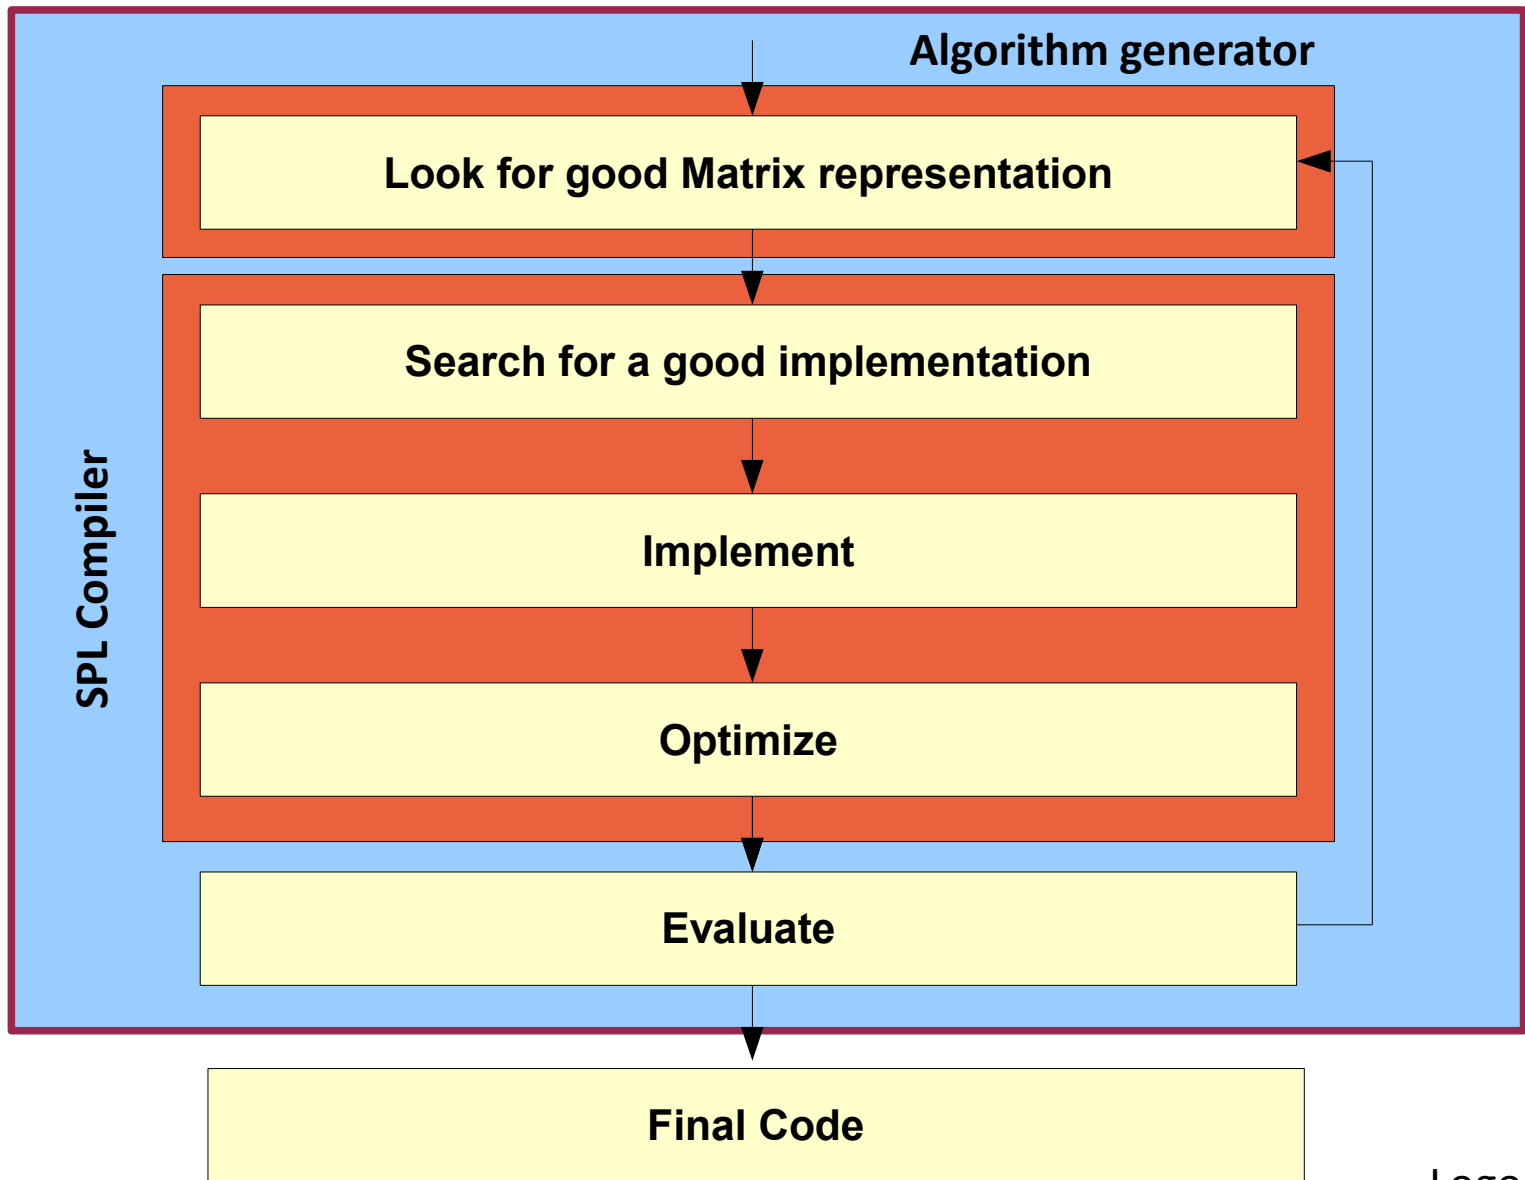 Algorithm generator
Look for good Matrix representation
Search for a good implementation
SPL Compiler
Implement
Optimize
Evaluate
Final Code